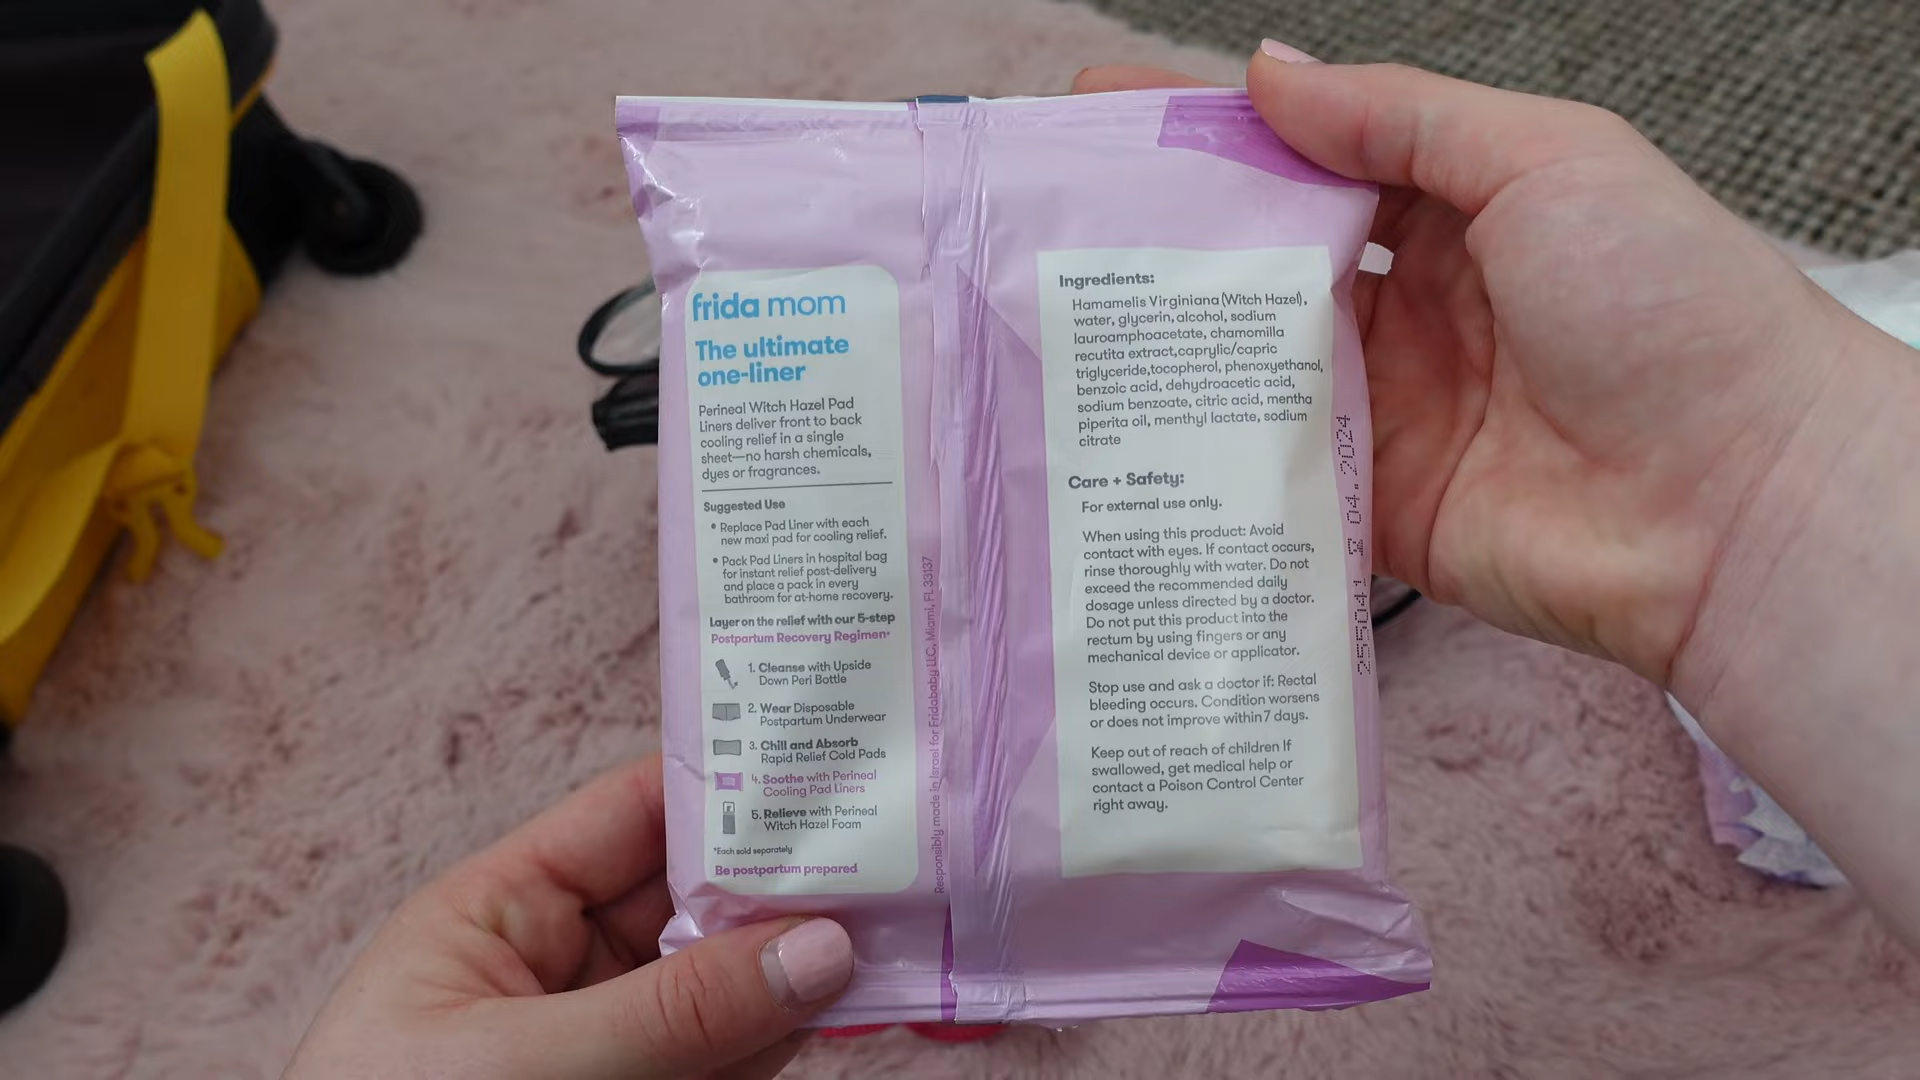 frida mom
The ultimate
one-liner
Perineal Witch Hazel Pad
Liners deliver front to back
cooling relief in a single
sheet—no harsh chemicals,
dyes or fragrances.
Suggested Use
• Replace Pad Liner with each
new maxi pad for cooling relief.
• Pack Pad Liners in hospital bag
for instant relief post-delivery
and place a pack in every
bathroom for at-home recovery.
Layer on the relief with our 5-step
Postpartum Recovery Regimen*
1. Cleanse with Upside
Down Peri Bottle
2. Wear Disposable
Postpartum Underwear
3. Chill and Absorb
Rapid Relief Cold Pads
4. Soothe with Perineal
Cooling Pad Liners
5. Relieve with Perineal
Witch Hazel Foam
*Each sold separately
Be postpartum prepared
Responsibly made in Israel for Fridababy LLC, Miami, FL 33137
Ingredients:
Hamamelis Virginiana (Witch Hazel),
water, glycerin, alcohol, sodium
lauroamphoacetate, chamomilla
recutita extract,caprylic/capric
triglyceride,tocopherol, phenoxyethanol,
benzoic acid, dehydroacetic acid,
sodium benzoate, citric acid, mentha
piperita oil, menthyl lactate, sodium
citrate
Care + Safety:
For external use only.
When using this product: Avoid
contact with eyes. If contact occurs,
rinse thoroughly with water. Do not
exceed the recommended daily
dosage unless directed by a doctor.
Do not put this product into the
rectum by using fingers or any
mechanical device or applicator.
Stop use and ask a doctor if: Rectal
bleeding occurs. Condition worsens
or does not improve within 7 days.
Keep out of reach of children If
swallowed, get medical help or
contact a Poison Control Center
right away.
255041 04.2024